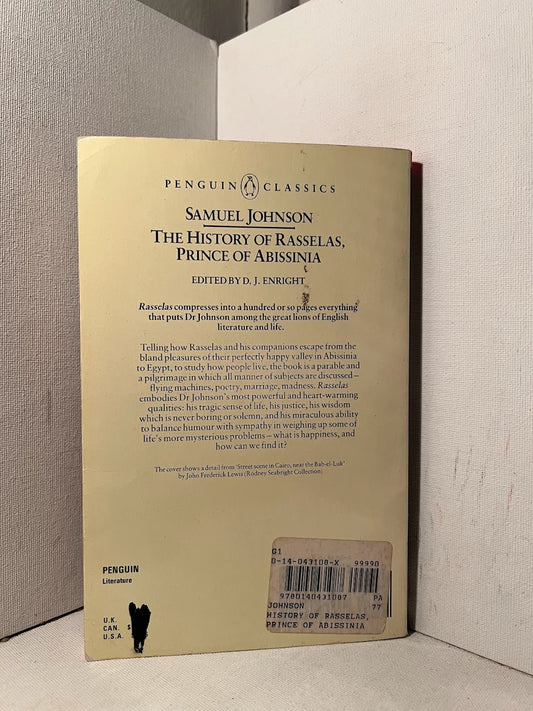 PENGUIN CLASSICS
SAMUEL JOHNSON
THE HISTORY OF RASSELAS,
PRINCE OF ABISSINIA
EDITED BY D. J. ENRIGHT
Rasselas compresses into a hundred or so pages everything
that puts Dr Johnson among the great lions of English
literature and life.
Telling how Rasselas and his companions escape from the
bland pleasures of their perfectly happy valley in Abissinia
to Egypt, to study how people live, the book is a parable and
a pilgrimage in which all manner of subjects are discussed –
flying machines, poetry, marriage, madness. Rasselas
embodies Dr Johnson's most powerful and heart-warming
qualities: his tragic sense of life, his justice, his wisdom
which is never boring or solemn, and his miraculous ability
to balance humour with sympathy in weighing up some of
life's more mysterious problems – what is happiness, and
how can we find it?
The cover shows a detail from 'Street scene in Cairo, near the Bab-el-Luk'
by John Frederick Lewis (Rodney Seabright Collection)
PENGUIN
Literature
U.K.
CAN. $
U.S.A.
G1
0-14-043108-X 99990
9780140431087 PA
JOHNSON 77
HISTORY OF RASSELAS,
PRINCE OF ABISSINIA